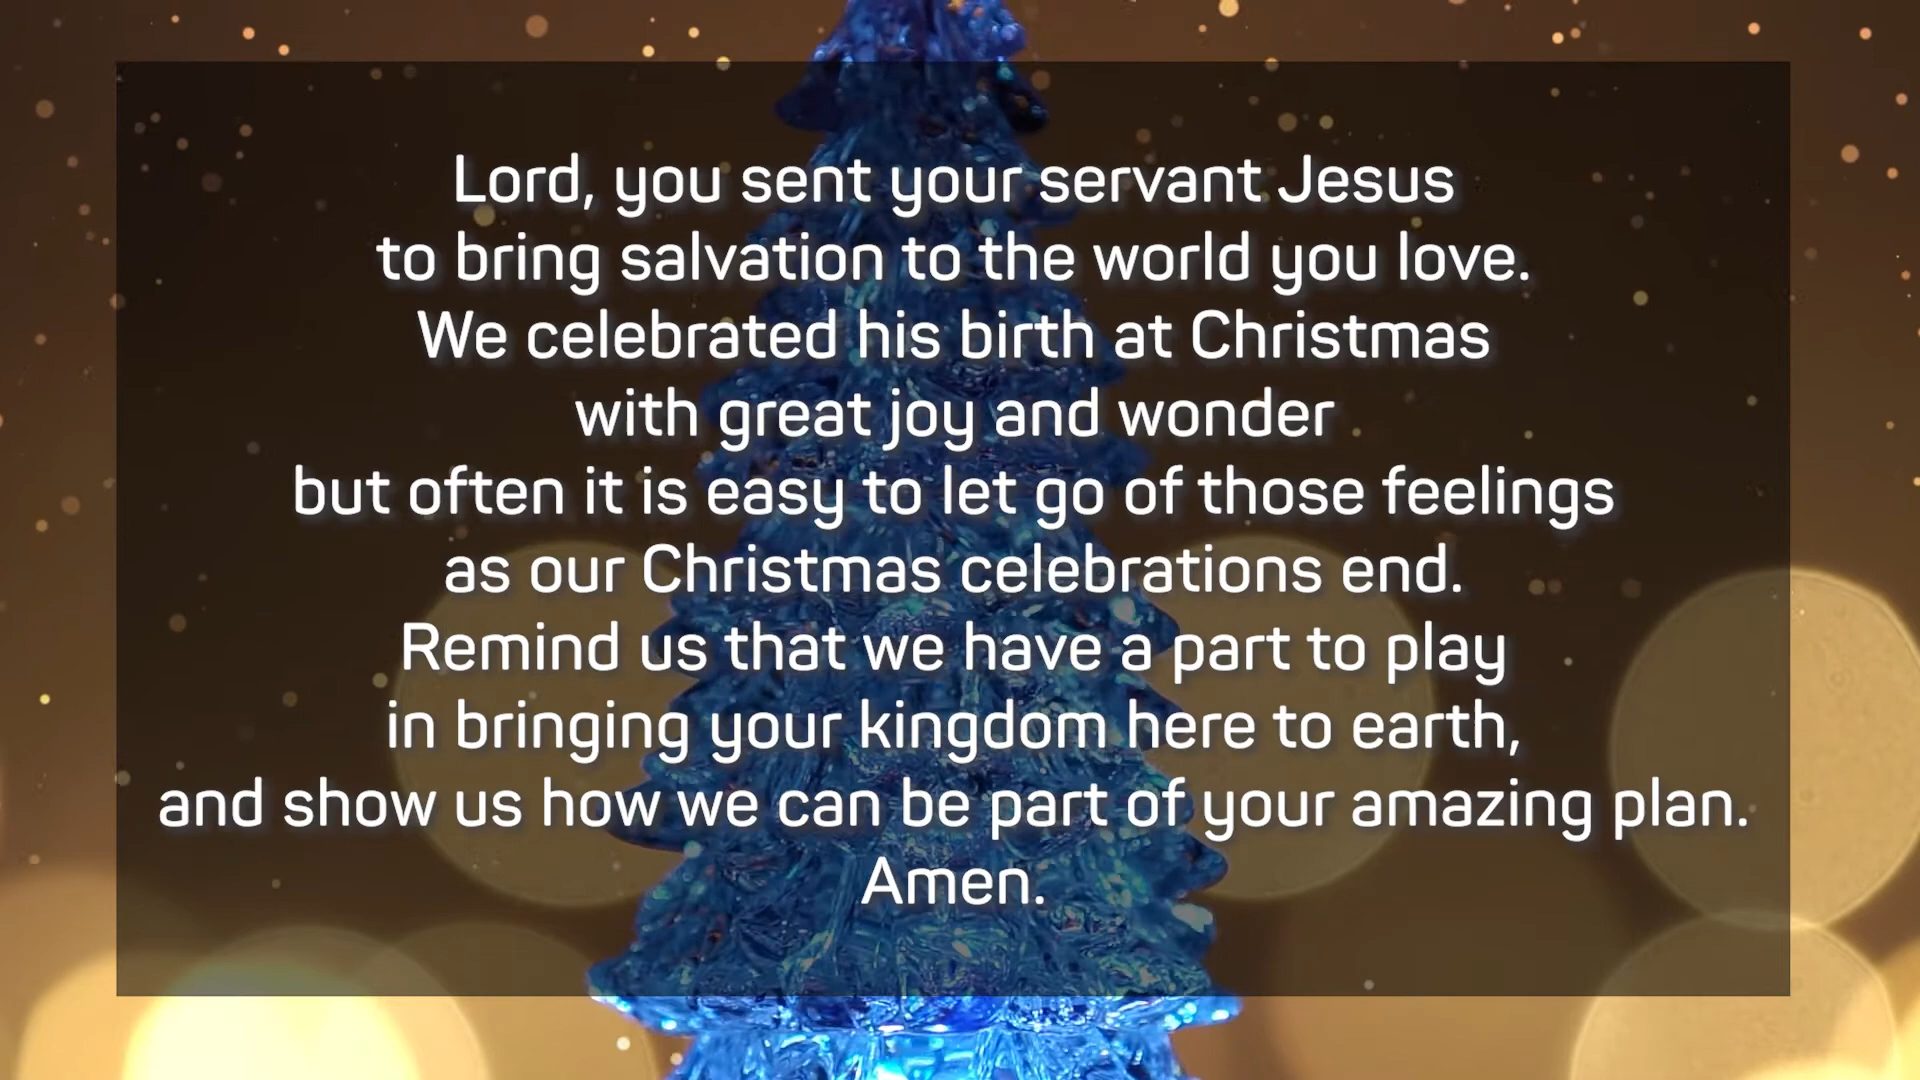 Lord, you sent your servant Jesus
to bring salvation to the world you love.
We celebrated his birth at Christmas
with great joy and wonder
but often it is easy to let go of those feelings
as our Christmas celebrations end.
Remind us that we have a part to play
in bringing your kingdom here to earth,
and show us how we can be part of your amazing plan.
Amen.